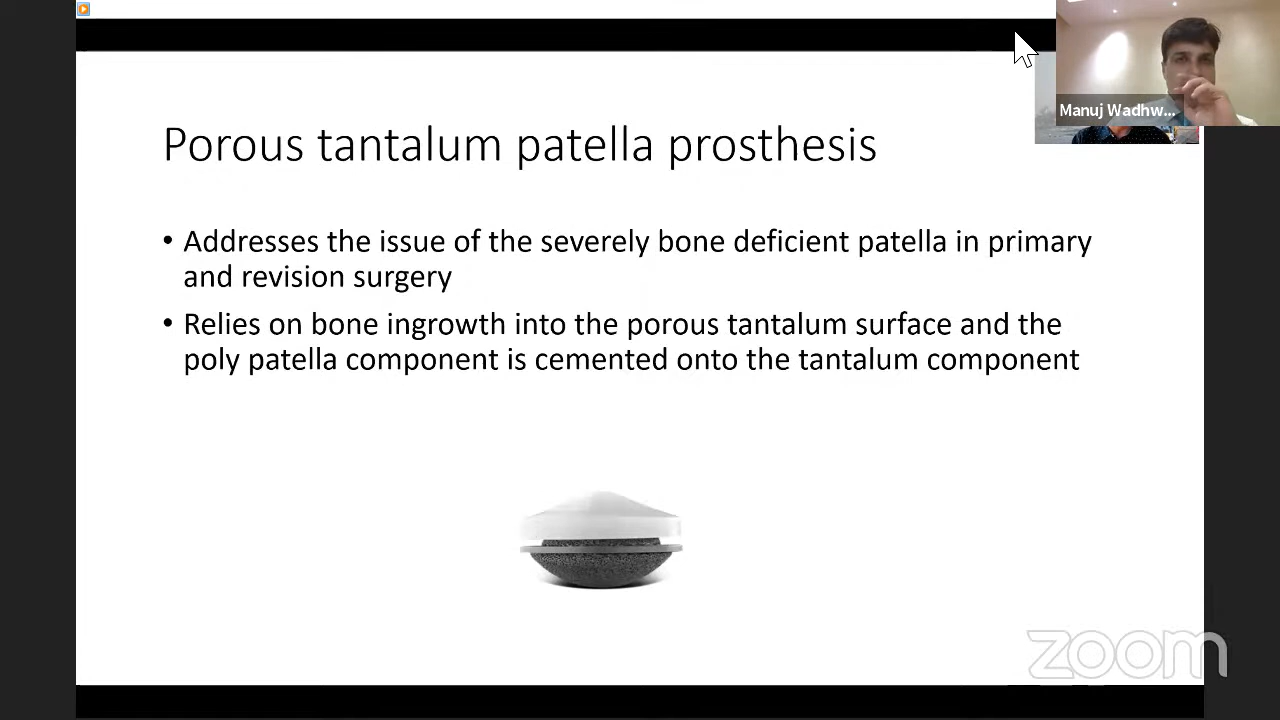 Manuj Wadhw...
Porous tantalum patella prosthesis
• Addresses the issue of the severely bone deficient patella in primary
and revision surgery
• Relies on bone ingrowth into the porous tantalum surface and the
poly patella component is cemented onto the tantalum component
zoom